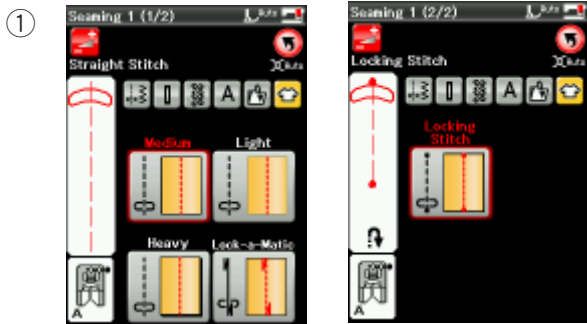 ①
Seaming 1 (1/2)
L Auto
Straight Stitch
Auto
A
Medium
Light
Heavy
Lock-a-Matic
A
Seaming 1 (2/2)
L Auto
Locking Stitch
Auto
A
Locking
Stitch
A